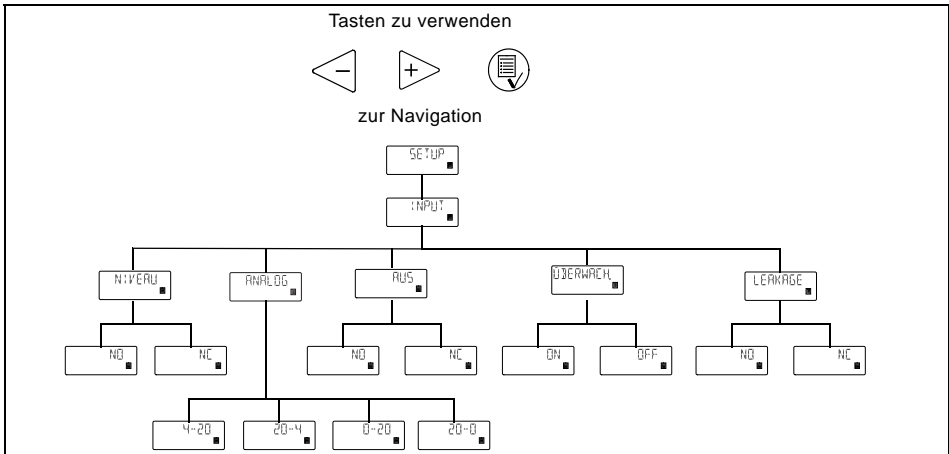 Tasten zu verwenden
- +
zur Navigation
SETUP
INPUT
NIVEAU ANALOG AUS ÜBERWACH. LEAKAGE
NO NC NO NC ON OFF NO NC
4-20 20-4 0-20 20-0